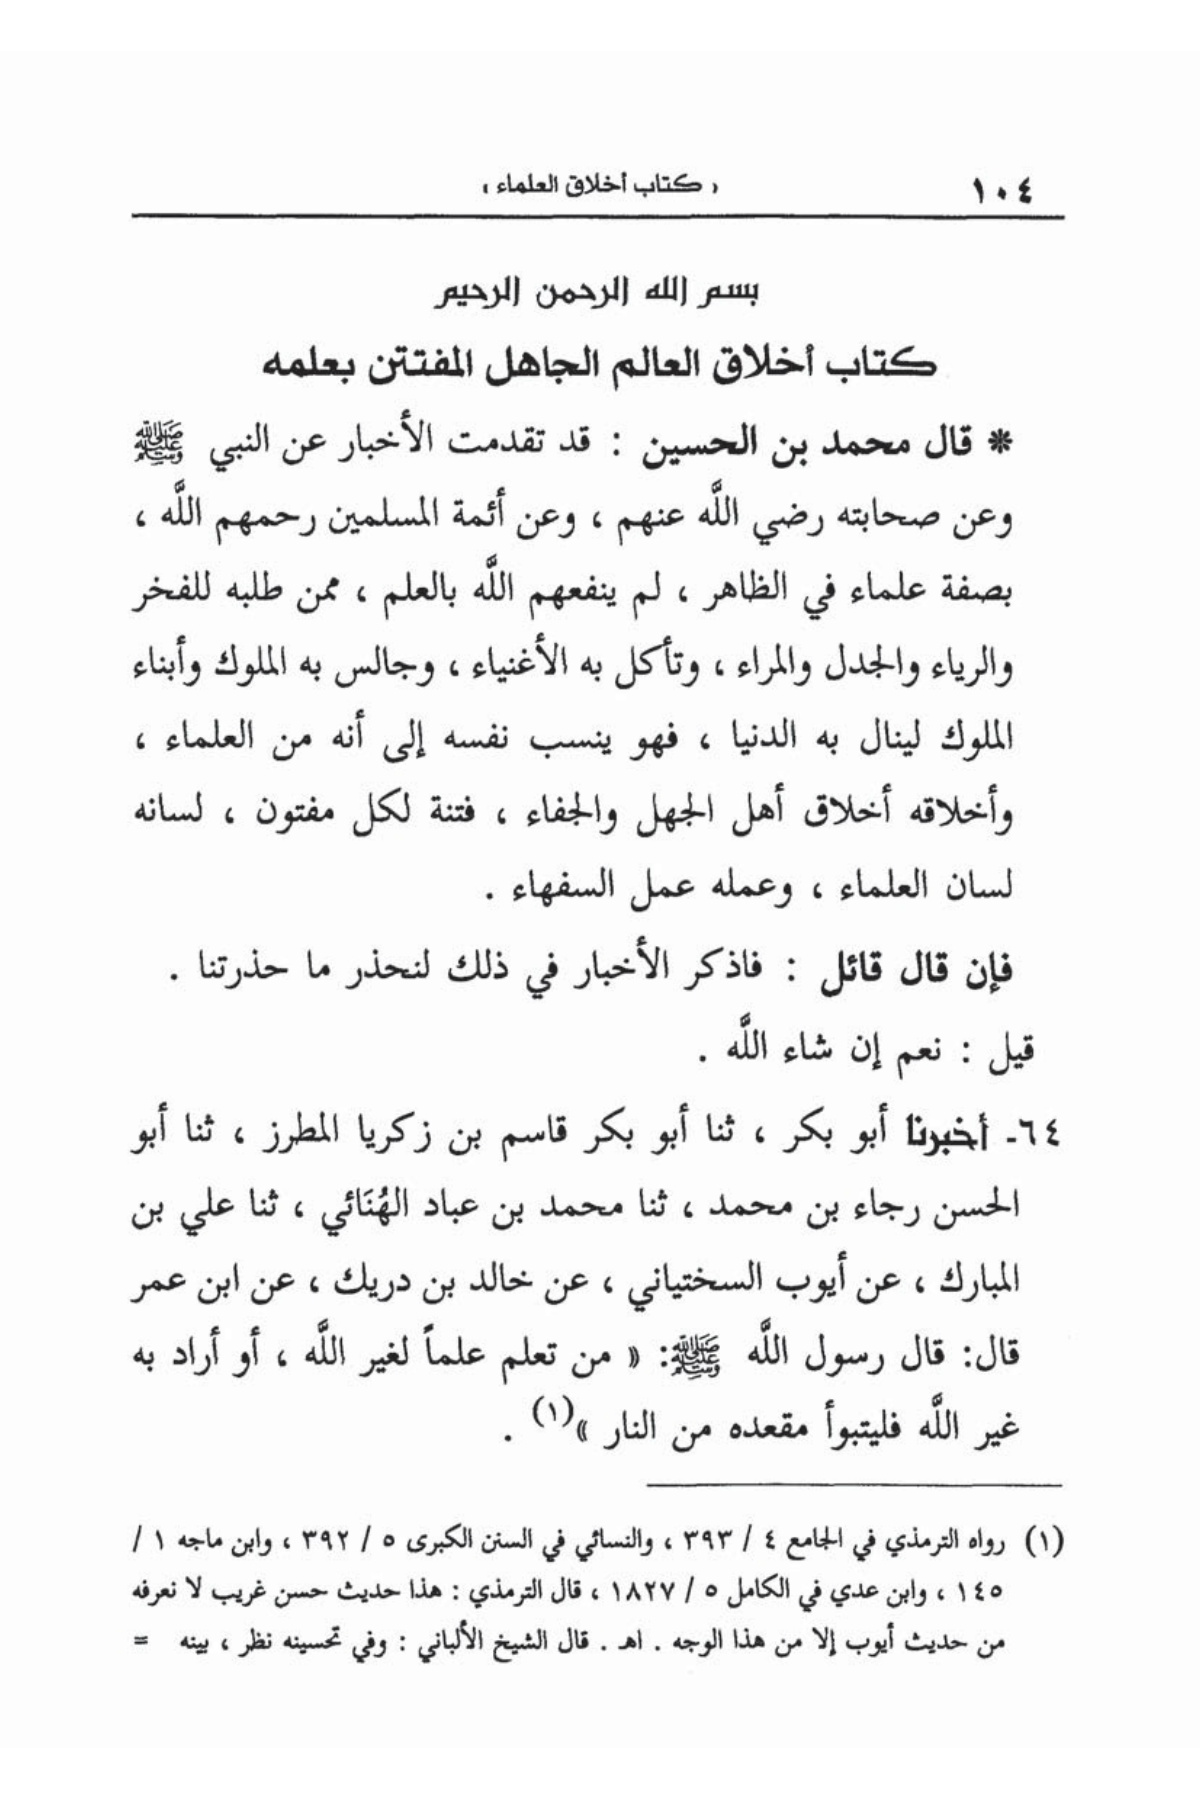 ١٠٤ « كتاب أخلاق العلماء »
بسم الله الرحمن الرحيم
كتاب أخلاق العالم الجاهل المفتتن بعلمه
* قال محمد بن الحسين : قد تقدمت الأخبار عن النبي ﷺ
وعن صحابته رضي اللَّه عنهم ، وعن أئمة المسلمين رحمهم اللَّه ،
بصفة علماء في الظاهر ، لم ينفعهم اللَّه بالعلم ، ممن طلبه للفخر
والرياء والجدل والمراء ، وتأكل به الأغنياء ، وجالس به الملوك وأبناء
الملوك لينال به الدنيا ، فهو ينسب نفسه إلى أنه من العلماء ،
وأخلاقه أخلاق أهل الجهل والجفاء ، فتنة لكل مفتون ، لسانه
لسان العلماء ، وعمله عمل السفهاء .
فإن قال قائل : فاذكر الأخبار في ذلك لنحذر ما حذرتنا .
قيل : نعم إن شاء اللَّه .
٦٤- أخبرنا أبو بكر ، ثنا أبو بكر قاسم بن زكريا المطرز ، ثنا أبو
الحسن رجاء بن محمد ، ثنا محمد بن عباد الهُنَائي ، ثنا علي بن
المبارك ، عن أيوب السختياني ، عن خالد بن دريك ، عن ابن عمر
قال: قال رسول اللَّه ﷺ: « من تعلم علماً لغير اللَّه ، أو أراد به
غير اللَّه فليتبوأ مقعده من النار »(١) .
(١) رواه الترمذي في الجامع ٤ / ٣٩٣ ، والنسائي في السنن الكبرى ٥ / ٣٩٢ ، وابن ماجه ١ /
١٤٥ ، وابن عدي في الكامل ٥ / ١٨٢٧ ، قال الترمذي : هذا حديث حسن غريب لا نعرفه
من حديث أيوب إلا من هذا الوجه . اهـ . قال الشيخ الألباني : وفي تحسينه نظر ، بينه =